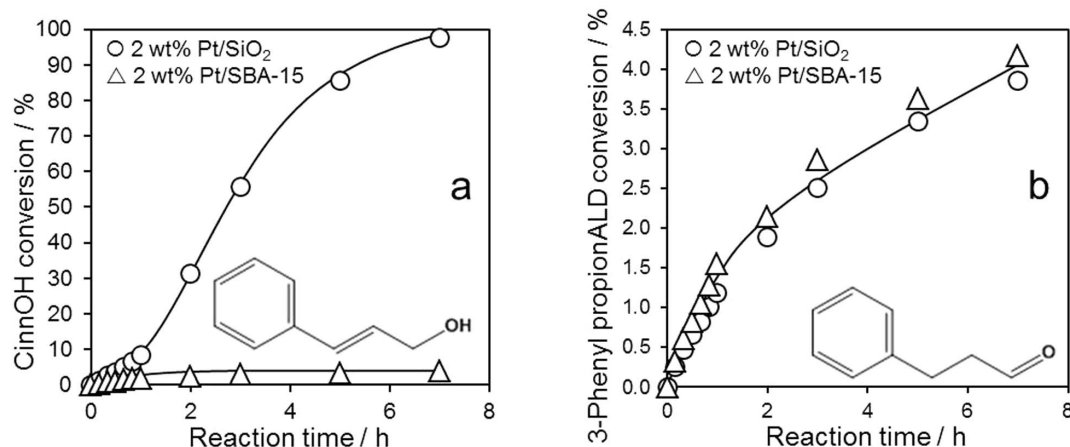 CinnOH conversion / %
100
90
80
70
60
50
40
30
20
10
0
○ 2 wt% Pt/SiO₂
△ 2 wt% Pt/SBA-15
a
OH
0 2 4 6 8
Reaction time / h
3-Phenyl propionALD conversion / %
4.5
4.0
3.5
3.0
2.5
2.0
1.5
1.0
0.5
0.0
○ 2 wt% Pt/SiO₂
△ 2 wt% Pt/SBA-15
b
O
0 2 4 6 8
Reaction time / h